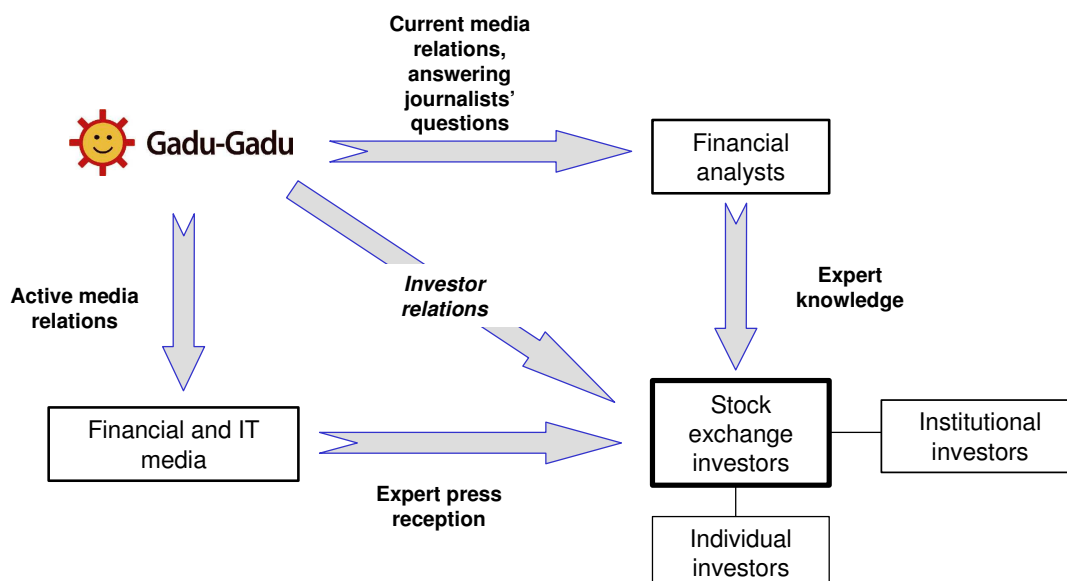 Current media
relations,
answering
journalists'
questions
Gadu-Gadu
Financial
analysts
Active media
relations
Investor
relations
Expert
knowledge
Financial and IT
media
Stock
exchange
investors
Institutional
investors
Expert press
reception
Individual
investors